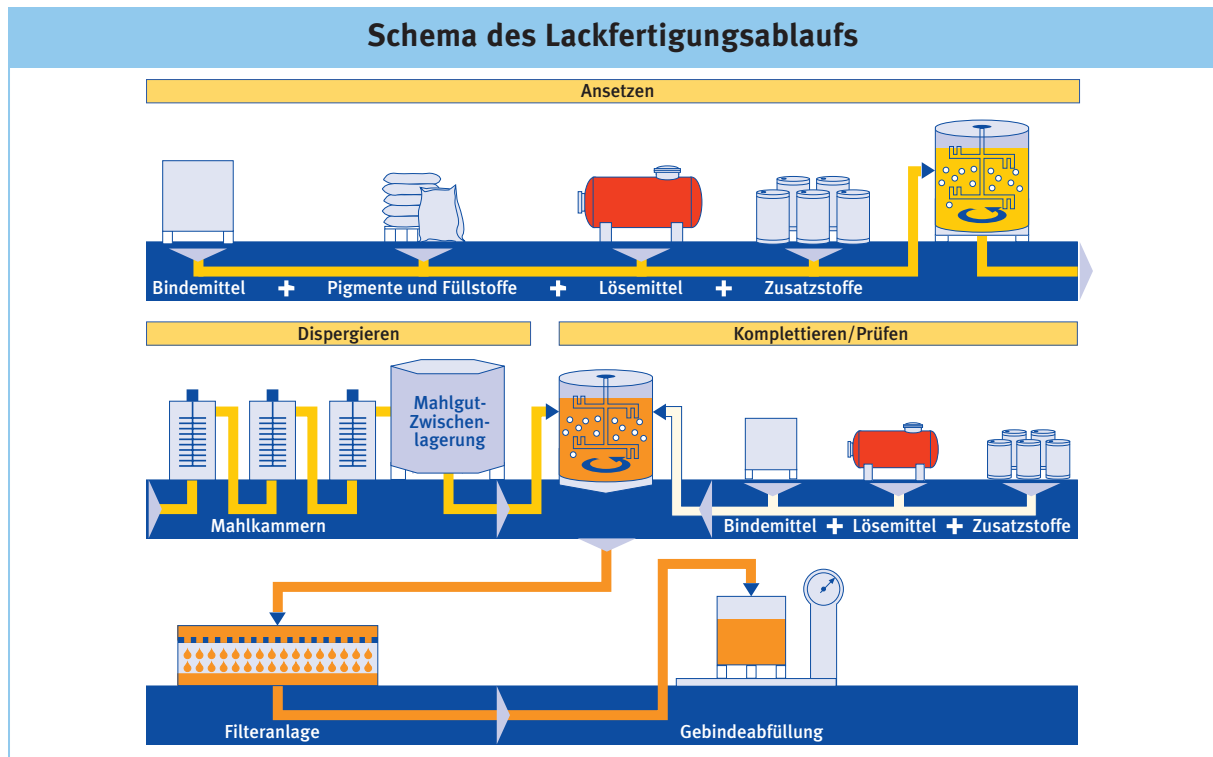 Schema des Lackfertigungsablaufs
Ansetzen
Bindemittel + Pigmente und Füllstoffe + Lösemittel + Zusatzstoffe
Dispergieren
Komplettieren/Prüfen
Mahlgut-
Zwischen-
lagerung
Mahlkammern
Bindemittel + Lösemittel + Zusatzstoffe
Filteranlage
Gebindeabfüllung